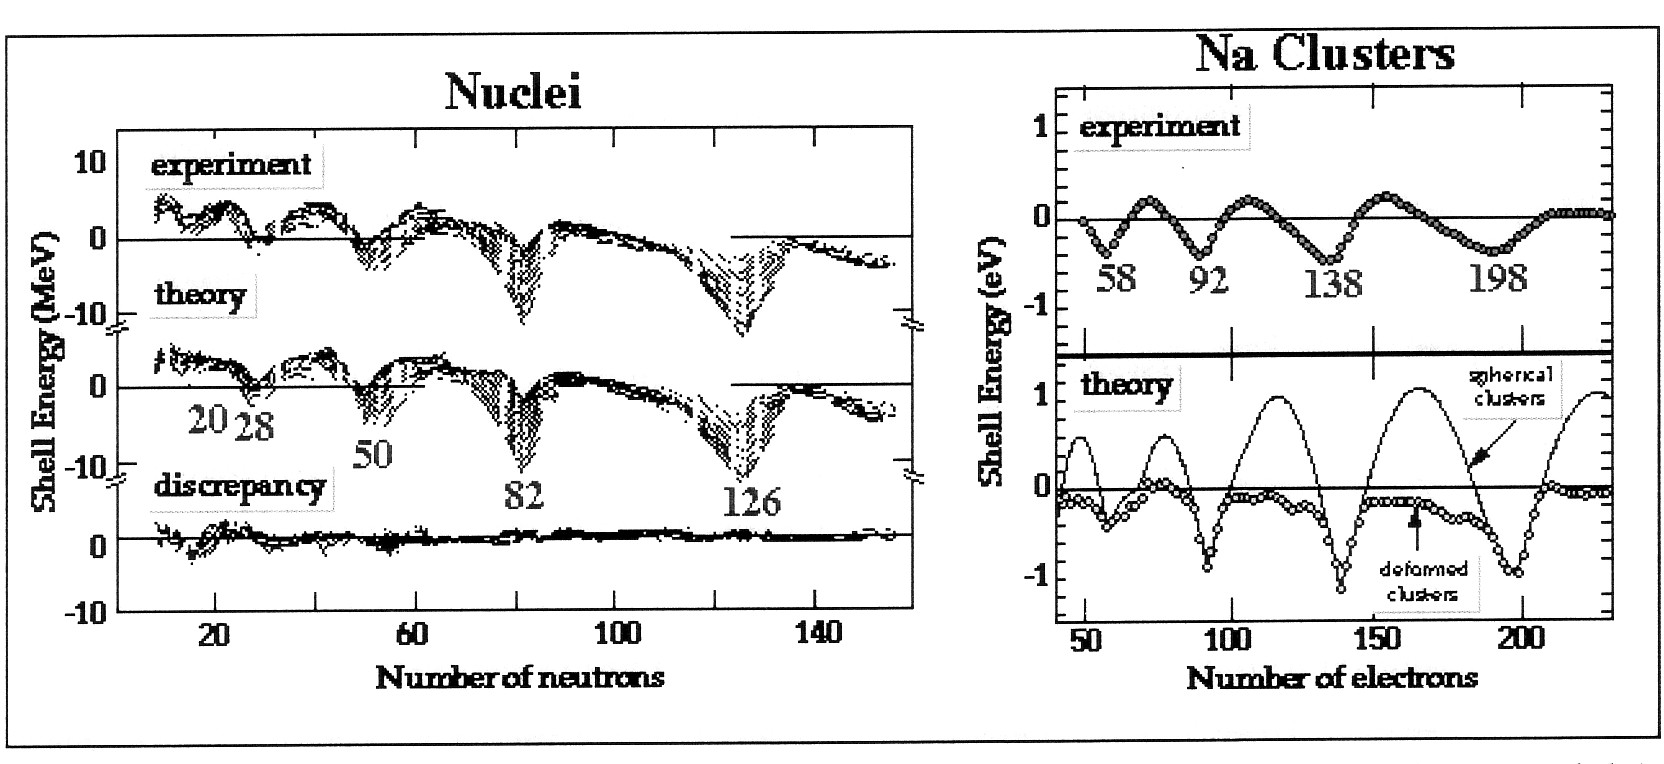 Nuclei
Shell Energy (MeV)
experiment
10
0
-10
theory
0
-10
20 28
50
82
126
discrepancy
0
-10
20 60 100 140
Number of neutrons
Na Clusters
Shell Energy (eV)
experiment
1
0
-1
58 92 138 198
theory
spherical
clusters
1
0
-1
deformed
clusters
50 100 150 200
Number of electrons